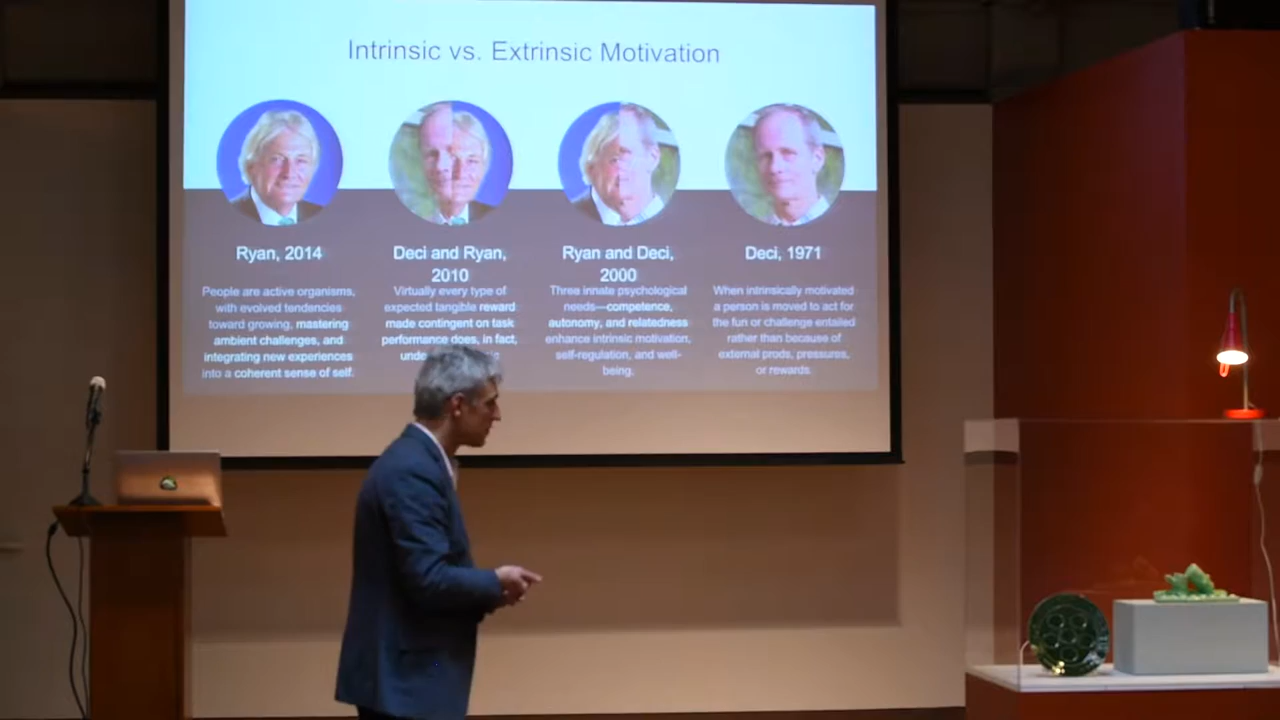 Intrinsic vs. Extrinsic Motivation
Ryan, 2014
People are active organisms,
with evolved tendencies
toward growing, mastering
ambient challenges, and
integrating new experiences
into a coherent sense of self.
Deci and Ryan,
2010
Virtually every type of
expected tangible reward
made contingent on task
performance does, in fact,
Ryan and Deci,
2000
Three innate psychological
needs—competence,
autonomy, and relatedness
enhance intrinsic motivation,
self-regulation, and well-
being.
Deci, 1971
When intrinsically motivated
a person is moved to act for
the fun or challenge entailed
rather than because of
external prods, pressures,
or rewards.